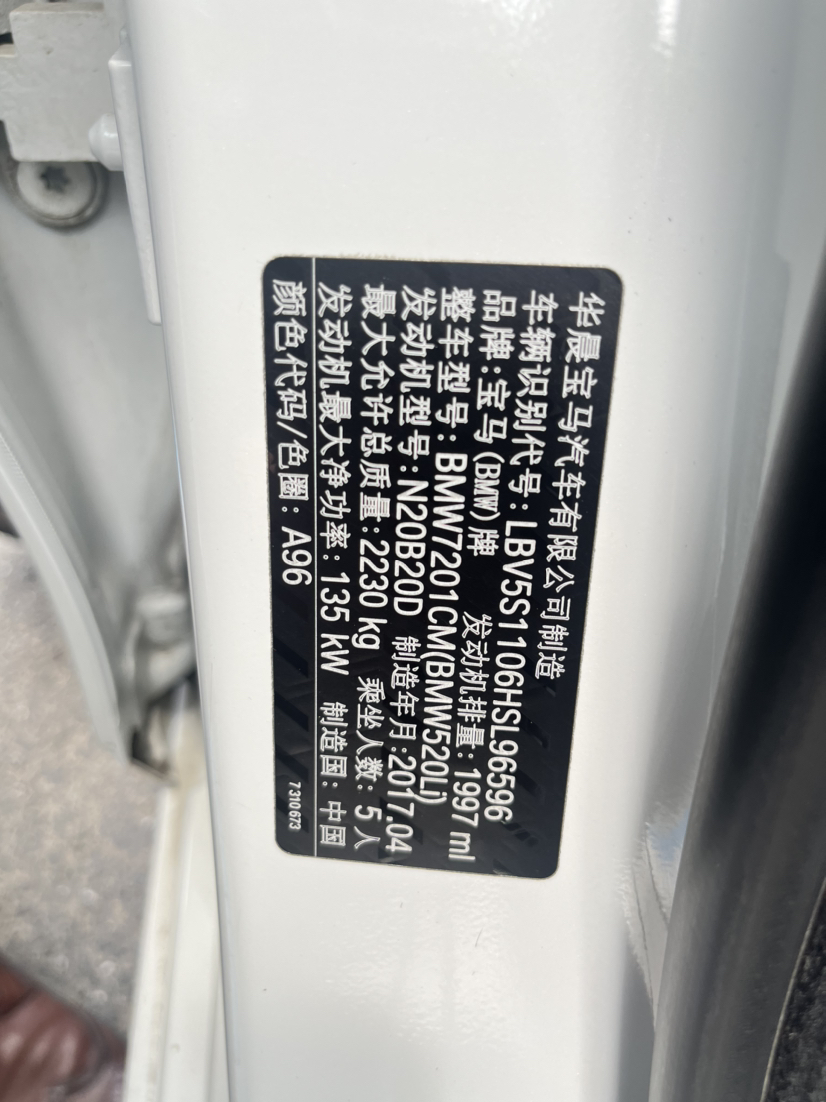 华晨宝马汽车有限公司制造
车辆识别代号:LBV5S1106HSL96596
品牌:宝马(BMW)牌 发动机排量:1997 ml
整车型号:BMW7201CM(BMW520Li)
发动机型号:N20B20D 制造年月:2017.04
最大允许总质量:2230 kg 乘坐人数: 5 人
发动机最大净功率: 135 kW 制造国: 中国
颜色代码/色圈: A96
7310673